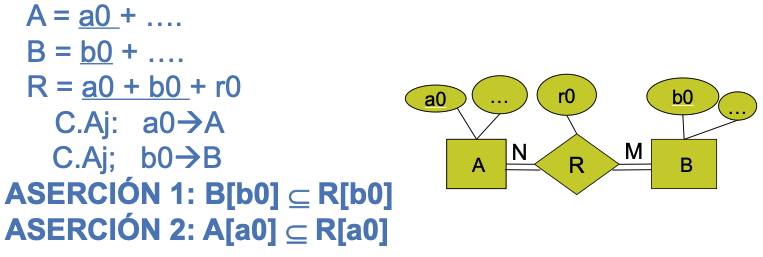 A = a0 + ….
B = b0 + ….
R = a0 + b0 + r0
C.Aj: a0→A
C.Aj; b0→B
ASERCIÓN 1: B[b0] ⊆ R[b0]
ASERCIÓN 2: A[a0] ⊆ R[a0]
a0
…
r0
b0
…
A
N
R
M
B